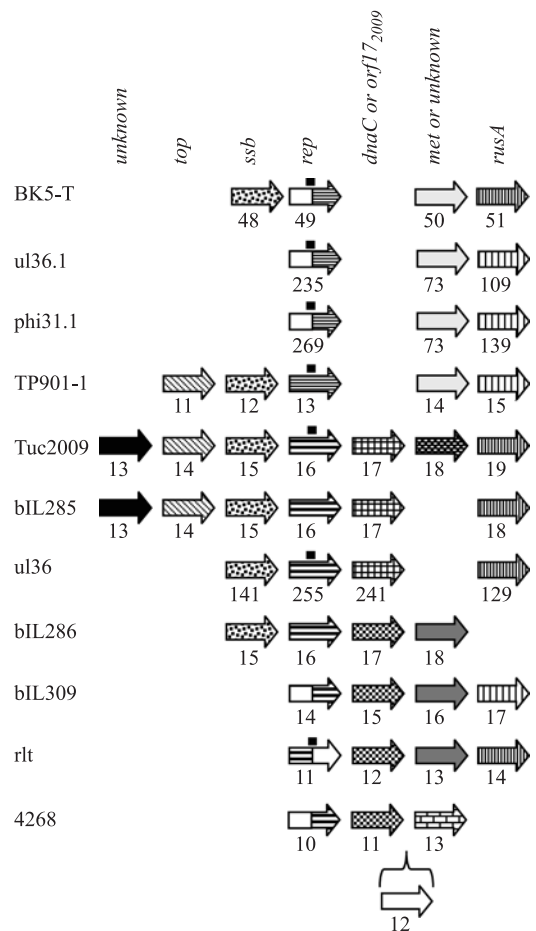 unknown top ssb rep dnaC or orf17 2009 met or unknown rusA
BK5-T
48 49 50 51
ul36.1
235 73 109
phi31.1
269 73 139
TP901-1
11 12 13 14 15
Tuc2009
13 14 15 16 17 18 19
bIL285
13 14 15 16 17 18
ul36
141 255 241 129
bIL286
15 16 17 18
bIL309
14 15 16 17
rlt
11 12 13 14
4268
10 11 13
12